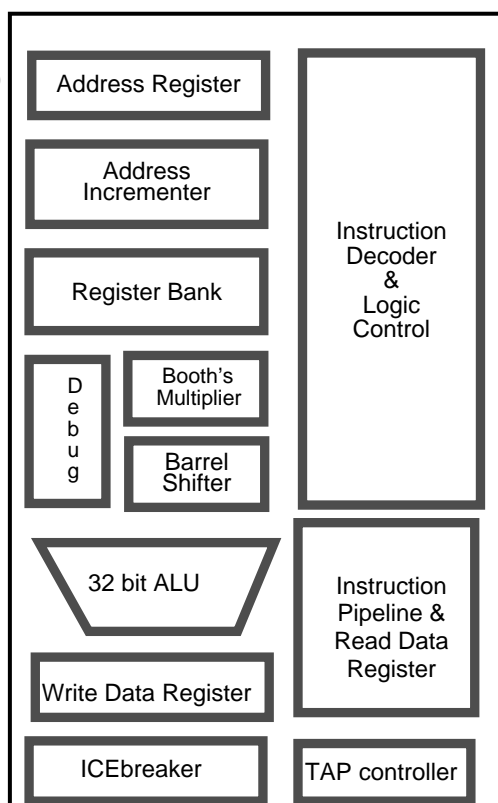 Address Register
Address
Incrementer
Register Bank
D
e
b
u
g
Booth's
Multiplier
Barrel
Shifter
32 bit ALU
Write Data Register
ICEbreaker
Instruction
Decoder
&
Logic
Control
Instruction
Pipeline &
Read Data
Register
TAP controller